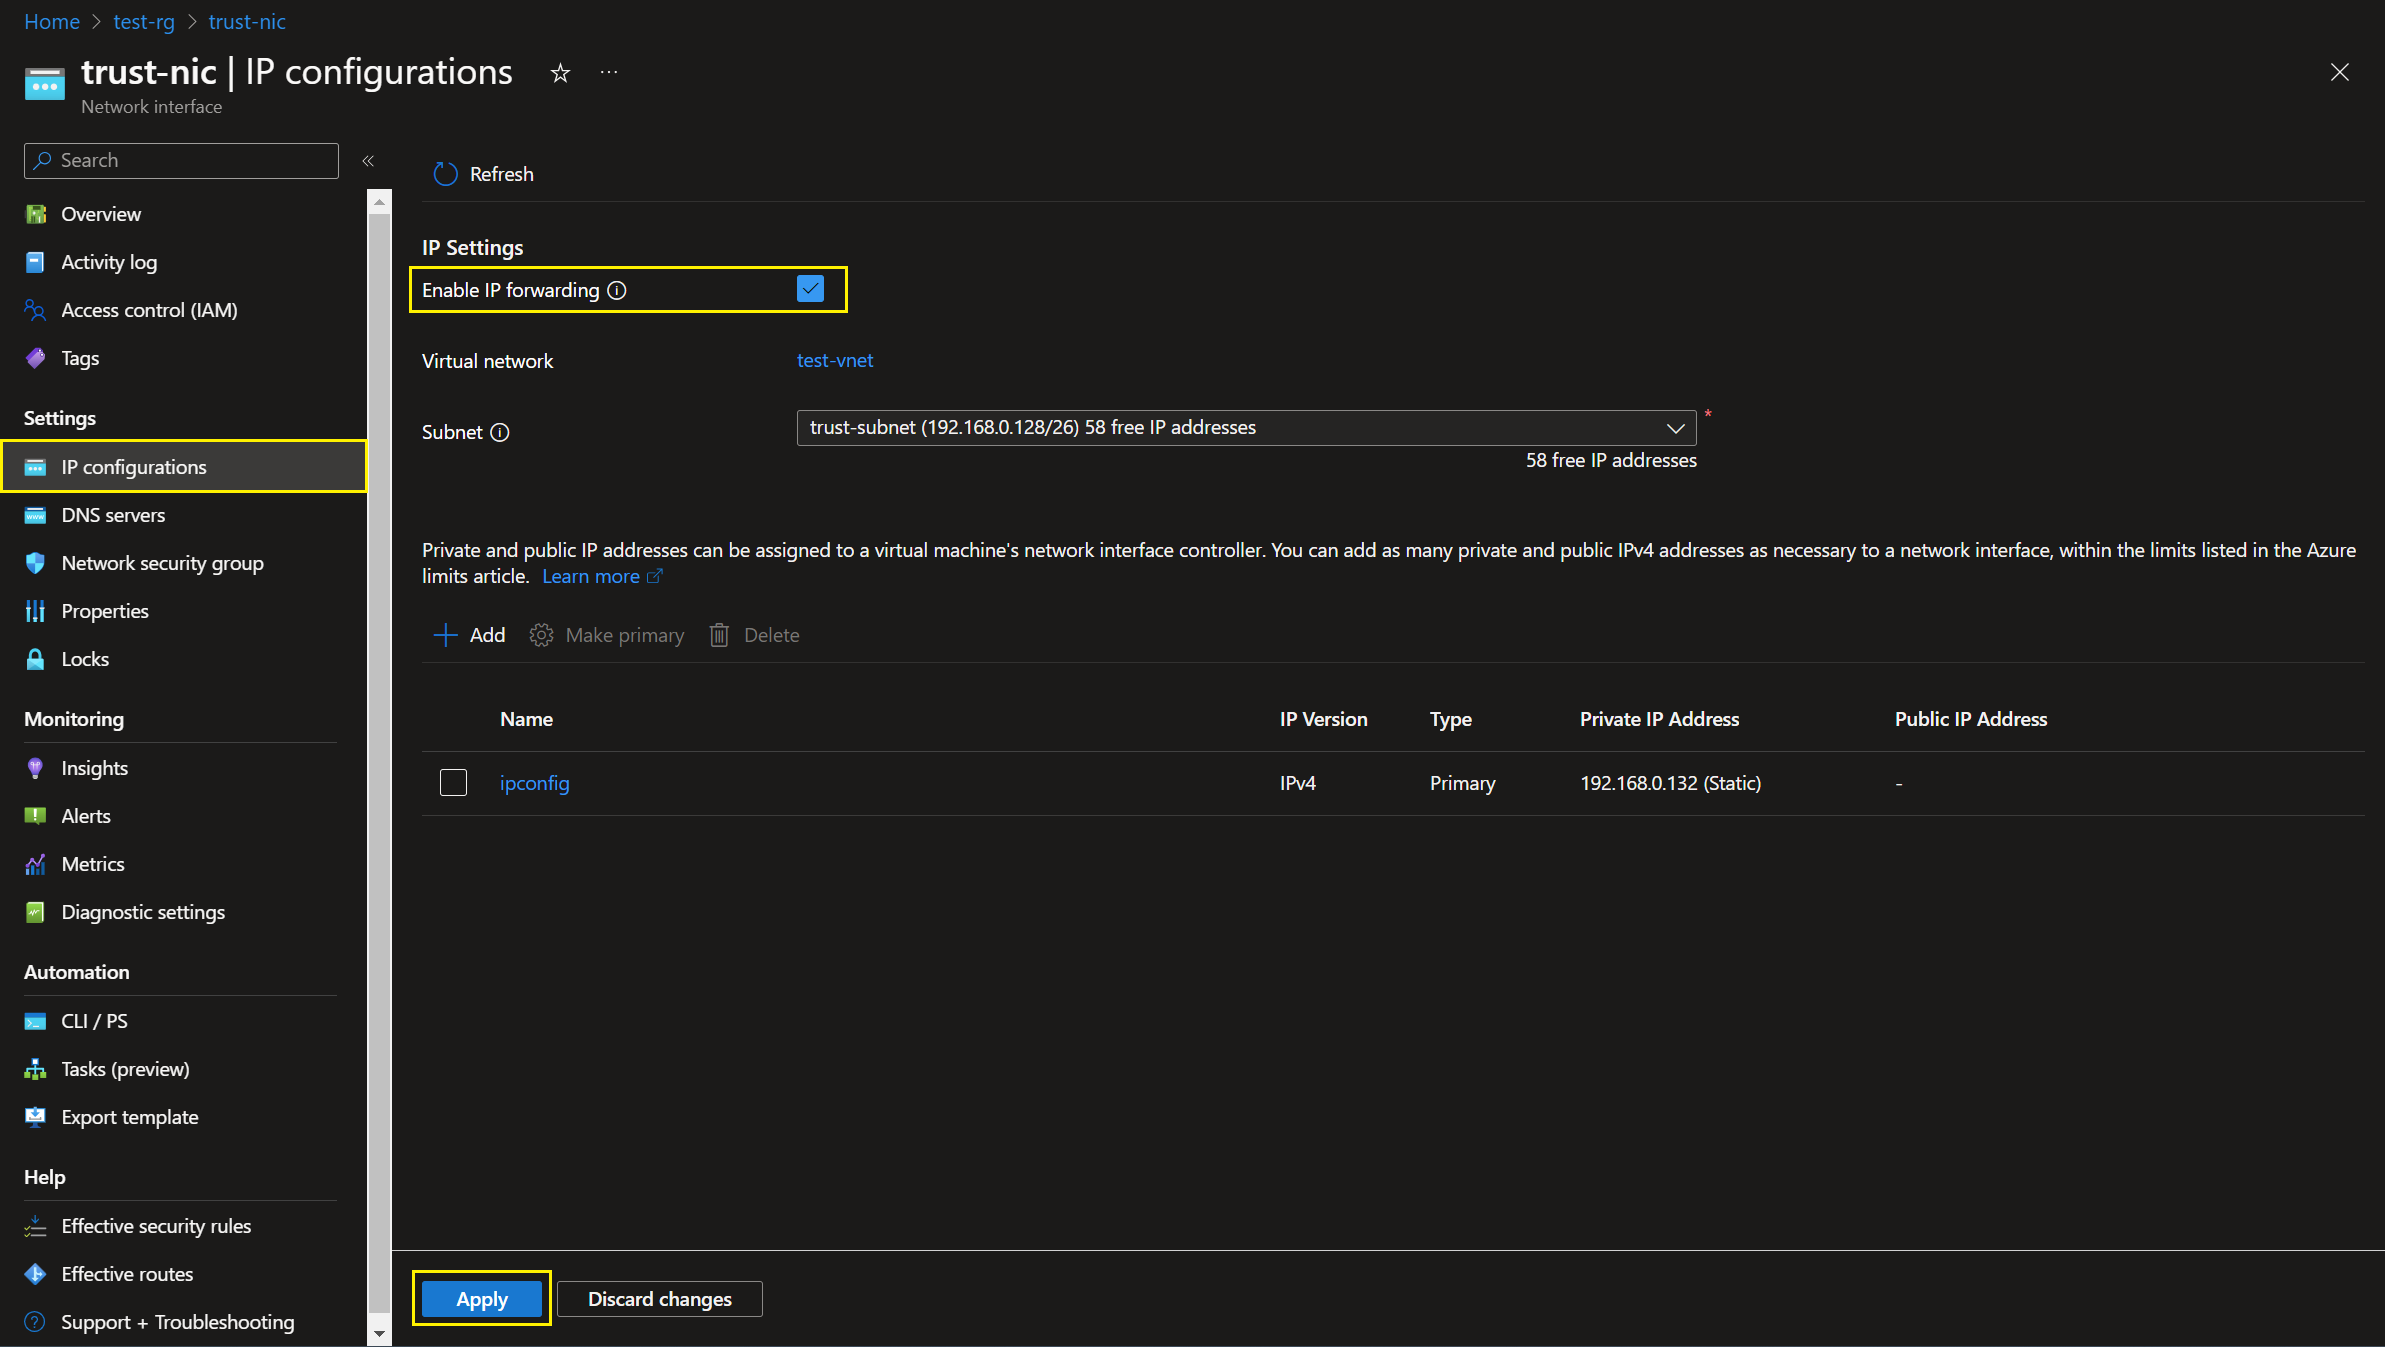 Home > test-rg > trust-nic
trust-nic | IP configurations
Network interface
Search
Overview
Activity log
Access control (IAM)
Tags
Settings
IP configurations
DNS servers
Network security group
Properties
Locks
Monitoring
Insights
Alerts
Metrics
Diagnostic settings
Automation
CLI / PS
Tasks (preview)
Export template
Help
Effective security rules
Effective routes
Support + Troubleshooting
Refresh
IP Settings
Enable IP forwarding
Virtual network test-vnet
Subnet trust-subnet (192.168.0.128/26) 58 free IP addresses *
58 free IP addresses
Private and public IP addresses can be assigned to a virtual machine's network interface controller. You can add as many private and public IPv4 addresses as necessary to a network interface, within the limits listed in the Azure
limits article. Learn more
Add Make primary Delete
Name IP Version Type Private IP Address Public IP Address
ipconfig IPv4 Primary 192.168.0.132 (Static) -
Apply Discard changes